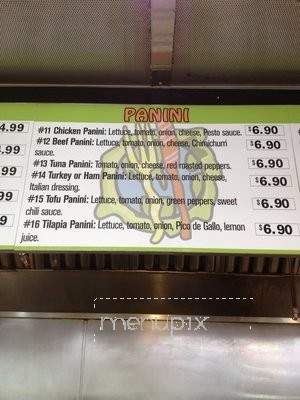 PANINI
4.99
#11 Chicken Panini: Lettuce, tomato, onion, cheese, Pesto sauce. $6.90
#12 Beef Panini: Lettuce, tomato, onion, cheese, Chimichurri
sauce. $6.90
4.99
#13 Tuna Panini: Tomato, onion, cheese, red roasted peppers. $6.90
99
#14 Turkey or Ham Panini: Lettuce, tomato, onion, cheese,
Italian dressing. $6.90
99
#15 Tofu Panini: Lettuce, tomato, onion, green peppers, sweet
chili sauce. $6.90
9
#16 Tilapia Panini: Lettuce, tomato, onion, Pico de Gallo, lemon
juice. $6.90
menupix